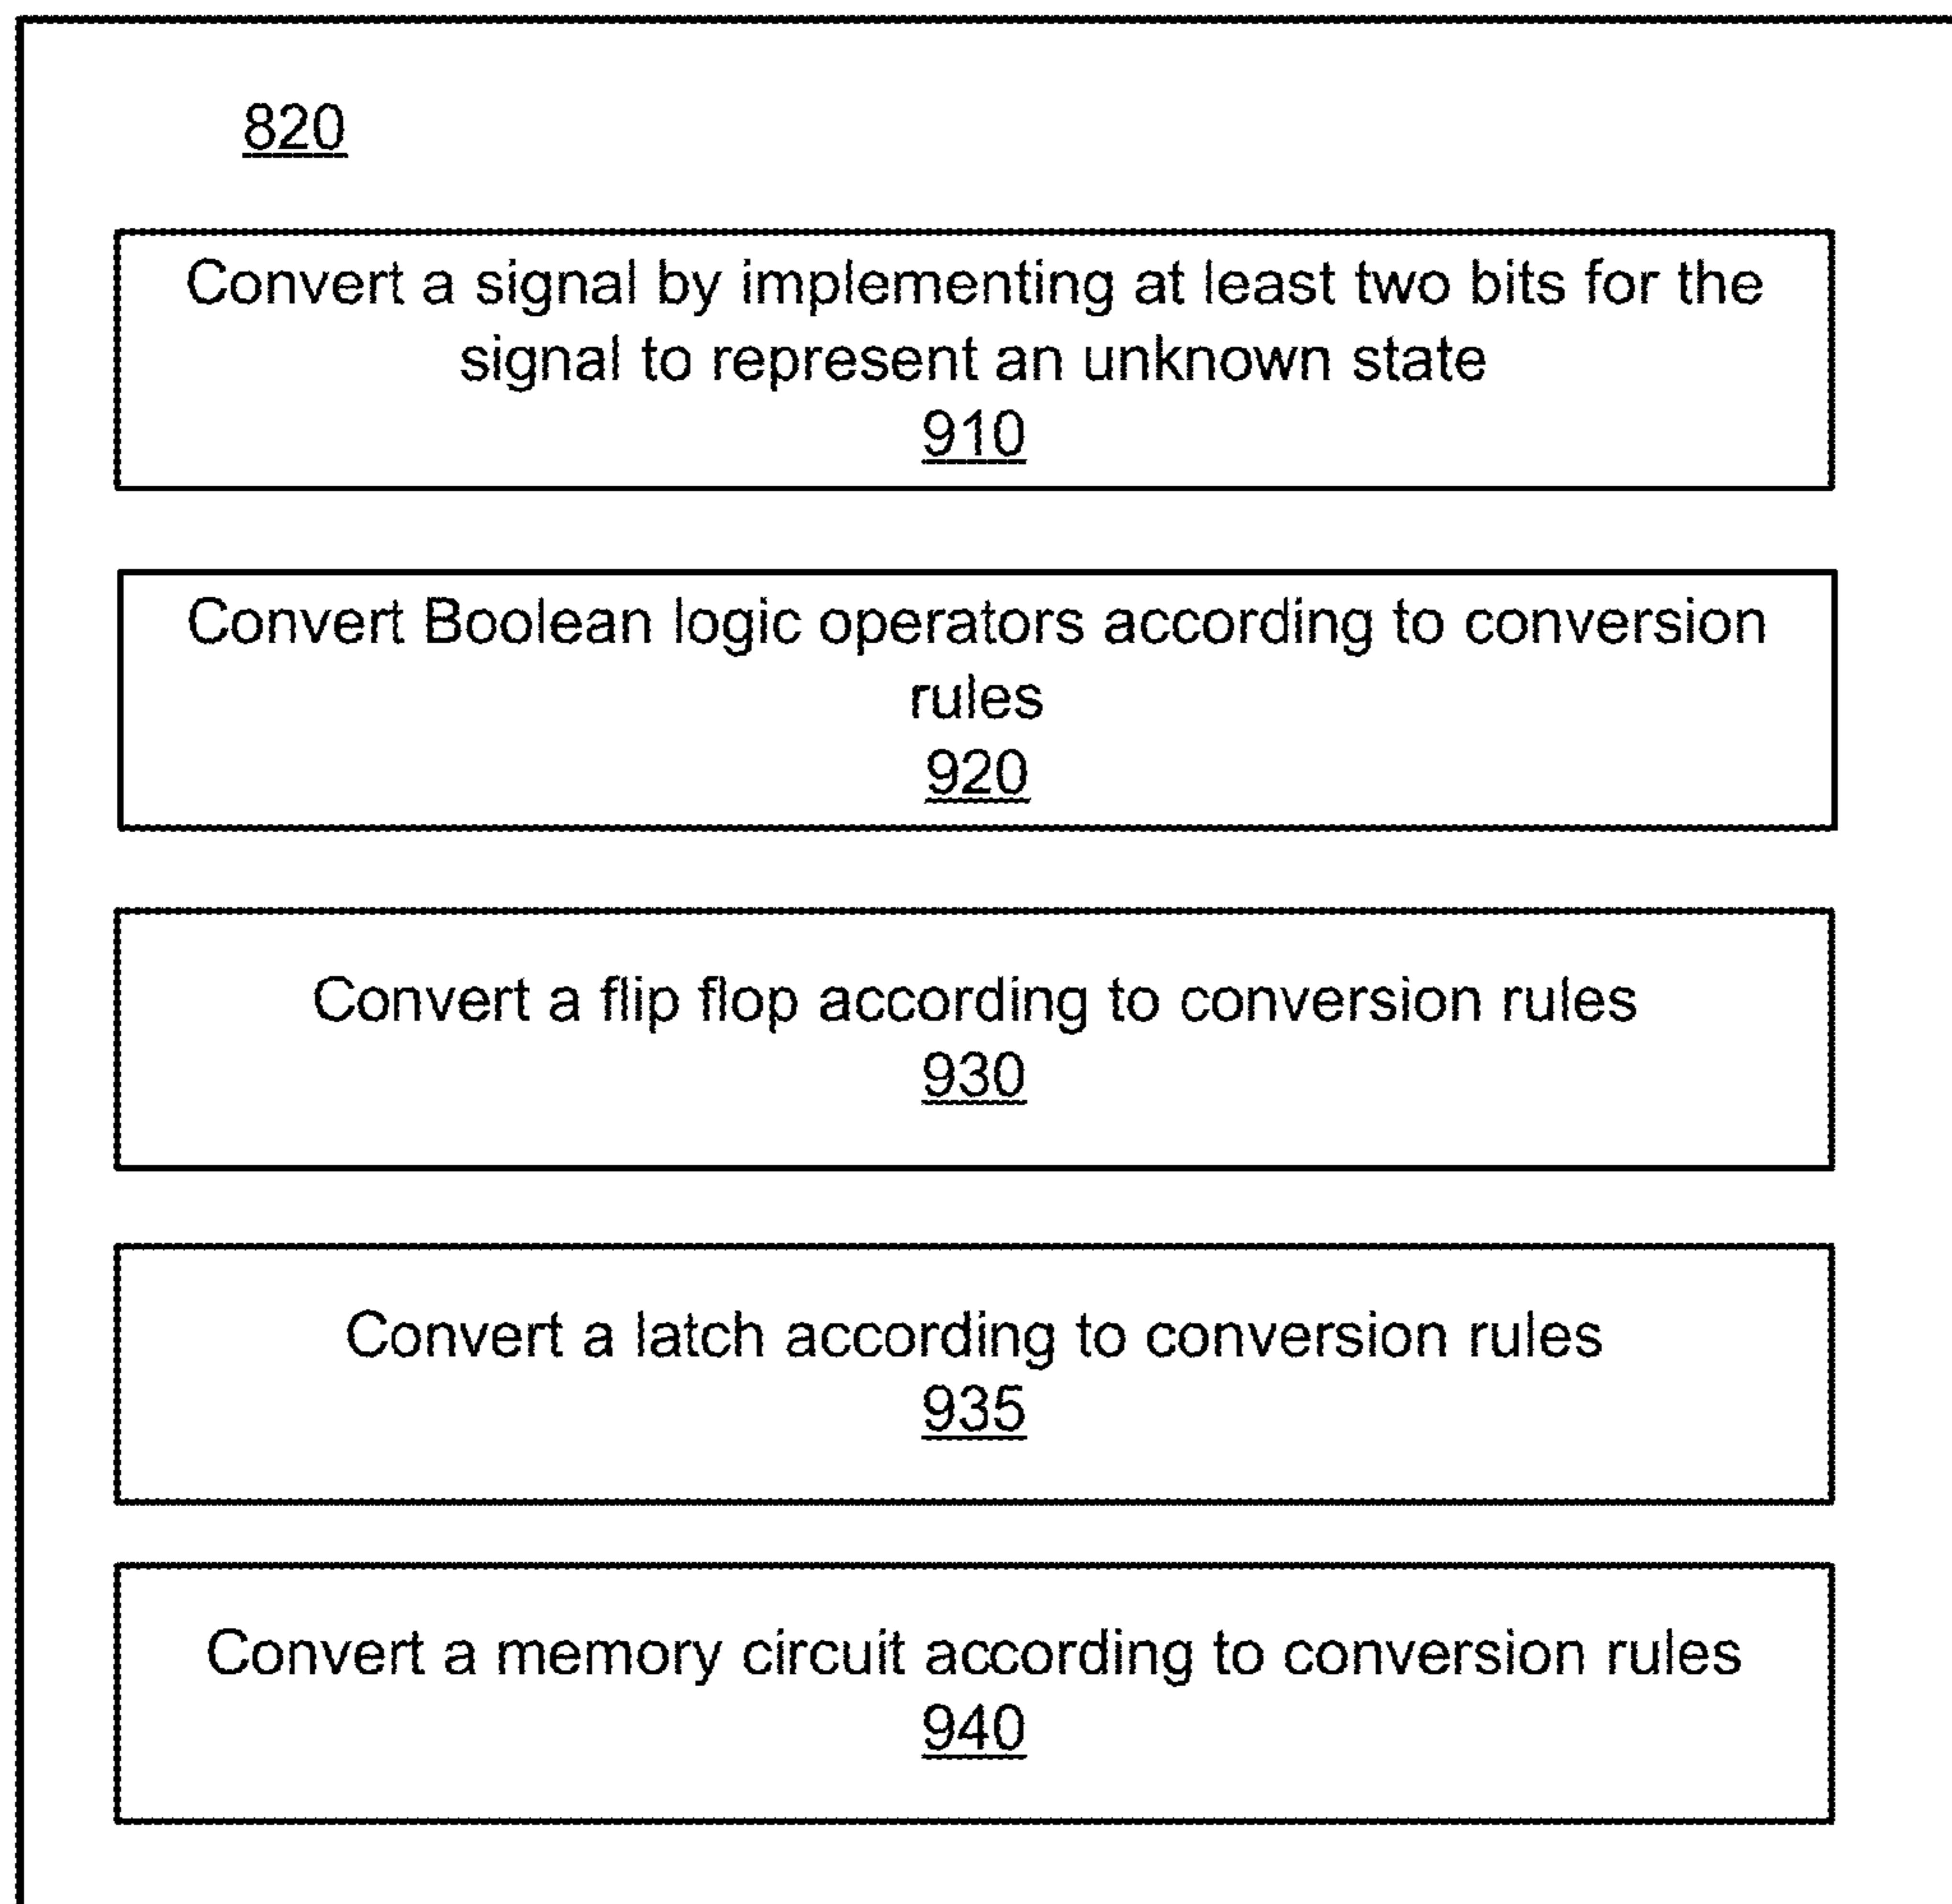 820
Convert a signal by implementing at least two bits for the
signal to represent an unknown state
910
Convert Boolean logic operators according to conversion
rules
920
Convert a flip flop according to conversion rules
930
Convert a latch according to conversion rules
935
Convert a memory circuit according to conversion rules
940